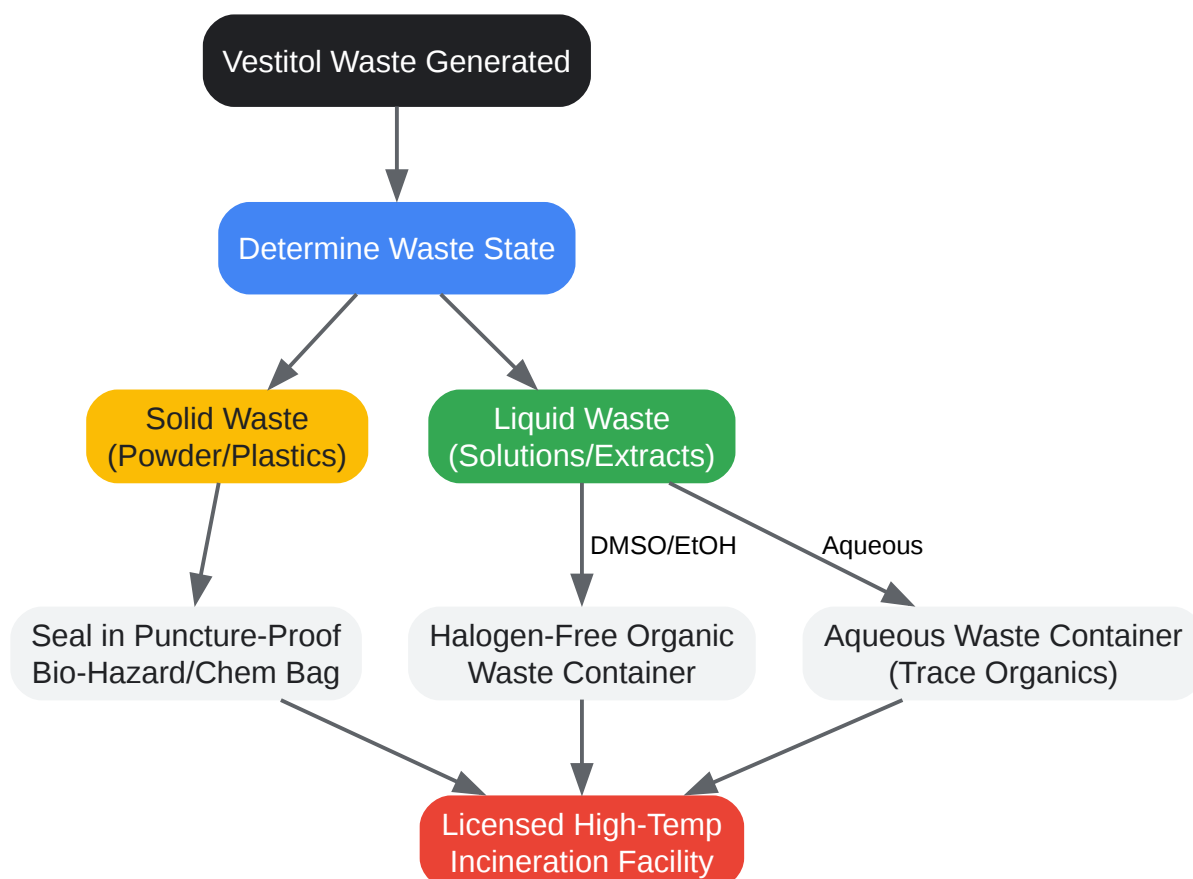 Vestitol Waste Generated
Determine Waste State
Solid Waste
(Powder/Plastics)
Liquid Waste
(Solutions/Extracts)
DMSO/EtOH
Aqueous
Seal in Puncture-Proof
Bio-Hazard/Chem Bag
Halogen-Free Organic
Waste Container
Aqueous Waste Container
(Trace Organics)
Licensed High-Temp
Incineration Facility